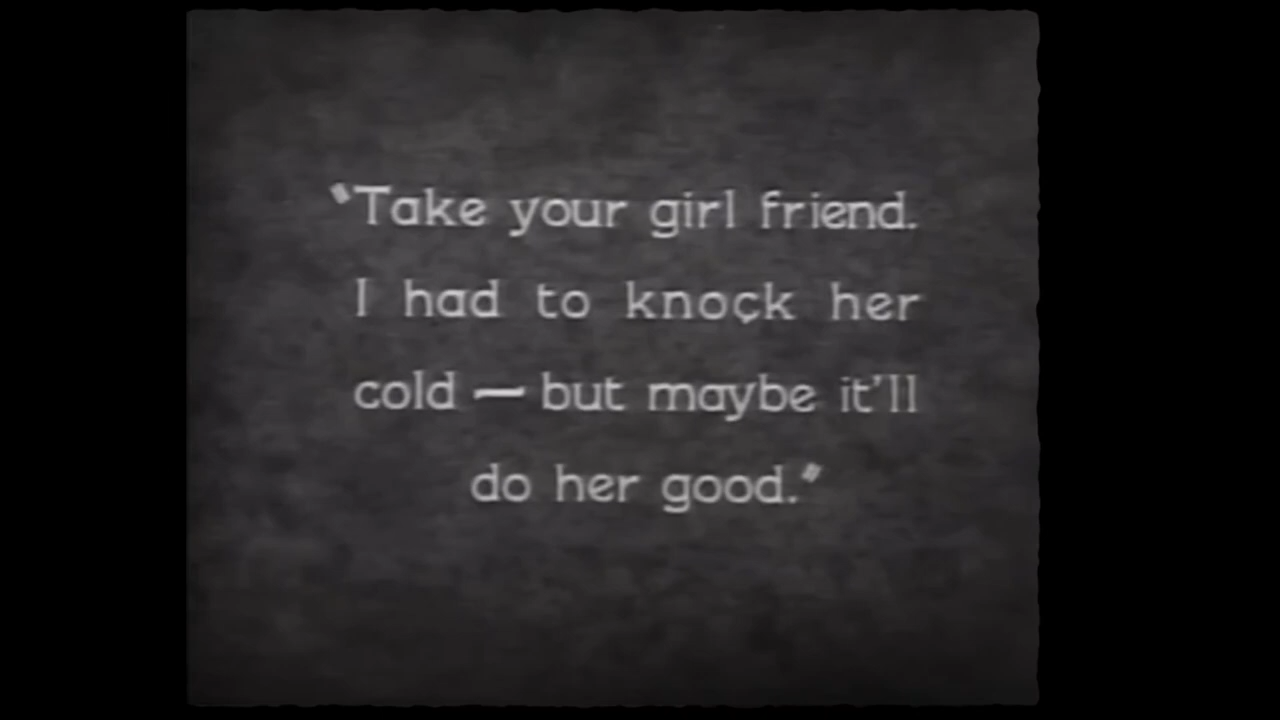 "Take your girl friend.
I had to knock her
cold — but maybe it'll
do her good."